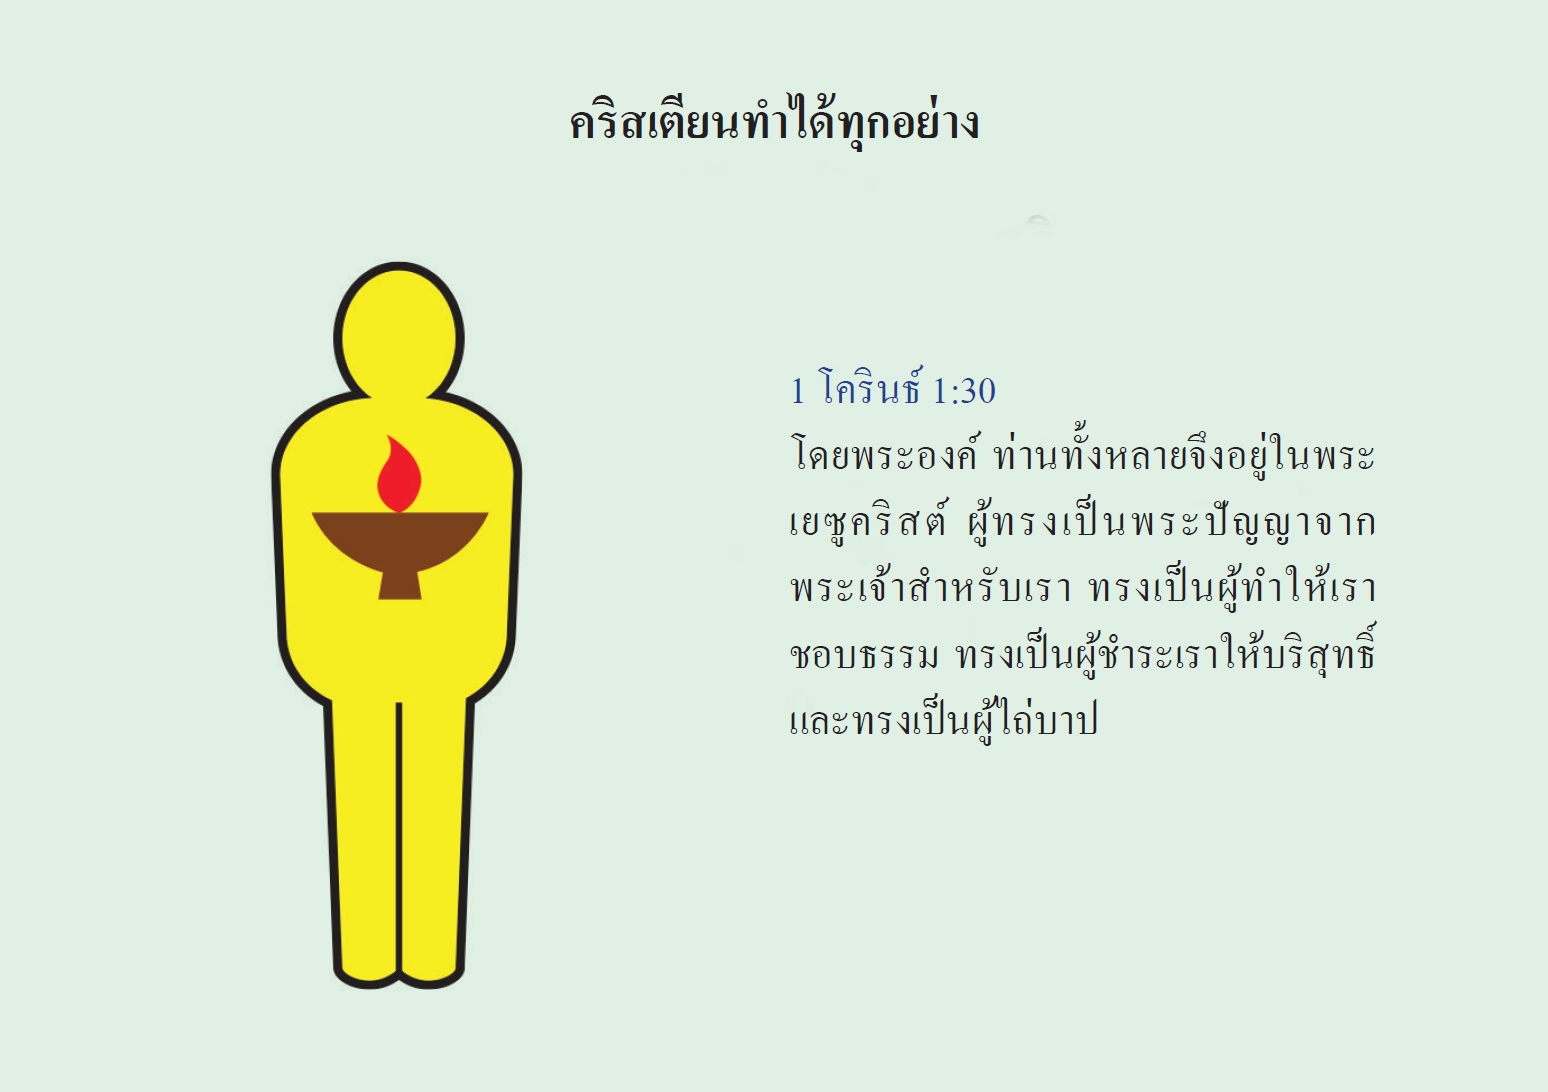 คริสเตียนทำได้ทุกอย่าง
1 โครินธ์ 1:30
โดยพระองค์ ท่านทั้งหลายจึงอยู่ในพระ
เยซูคริสต์ ผู้ทรงเป็นพระปัญญาจาก
พระเจ้าสำหรับเรา ทรงเป็นผู้ทำให้เรา
ชอบธรรม ทรงเป็นผู้ชำระเราให้บริสุทธิ์
และทรงเป็นผู้ไถ่บาป